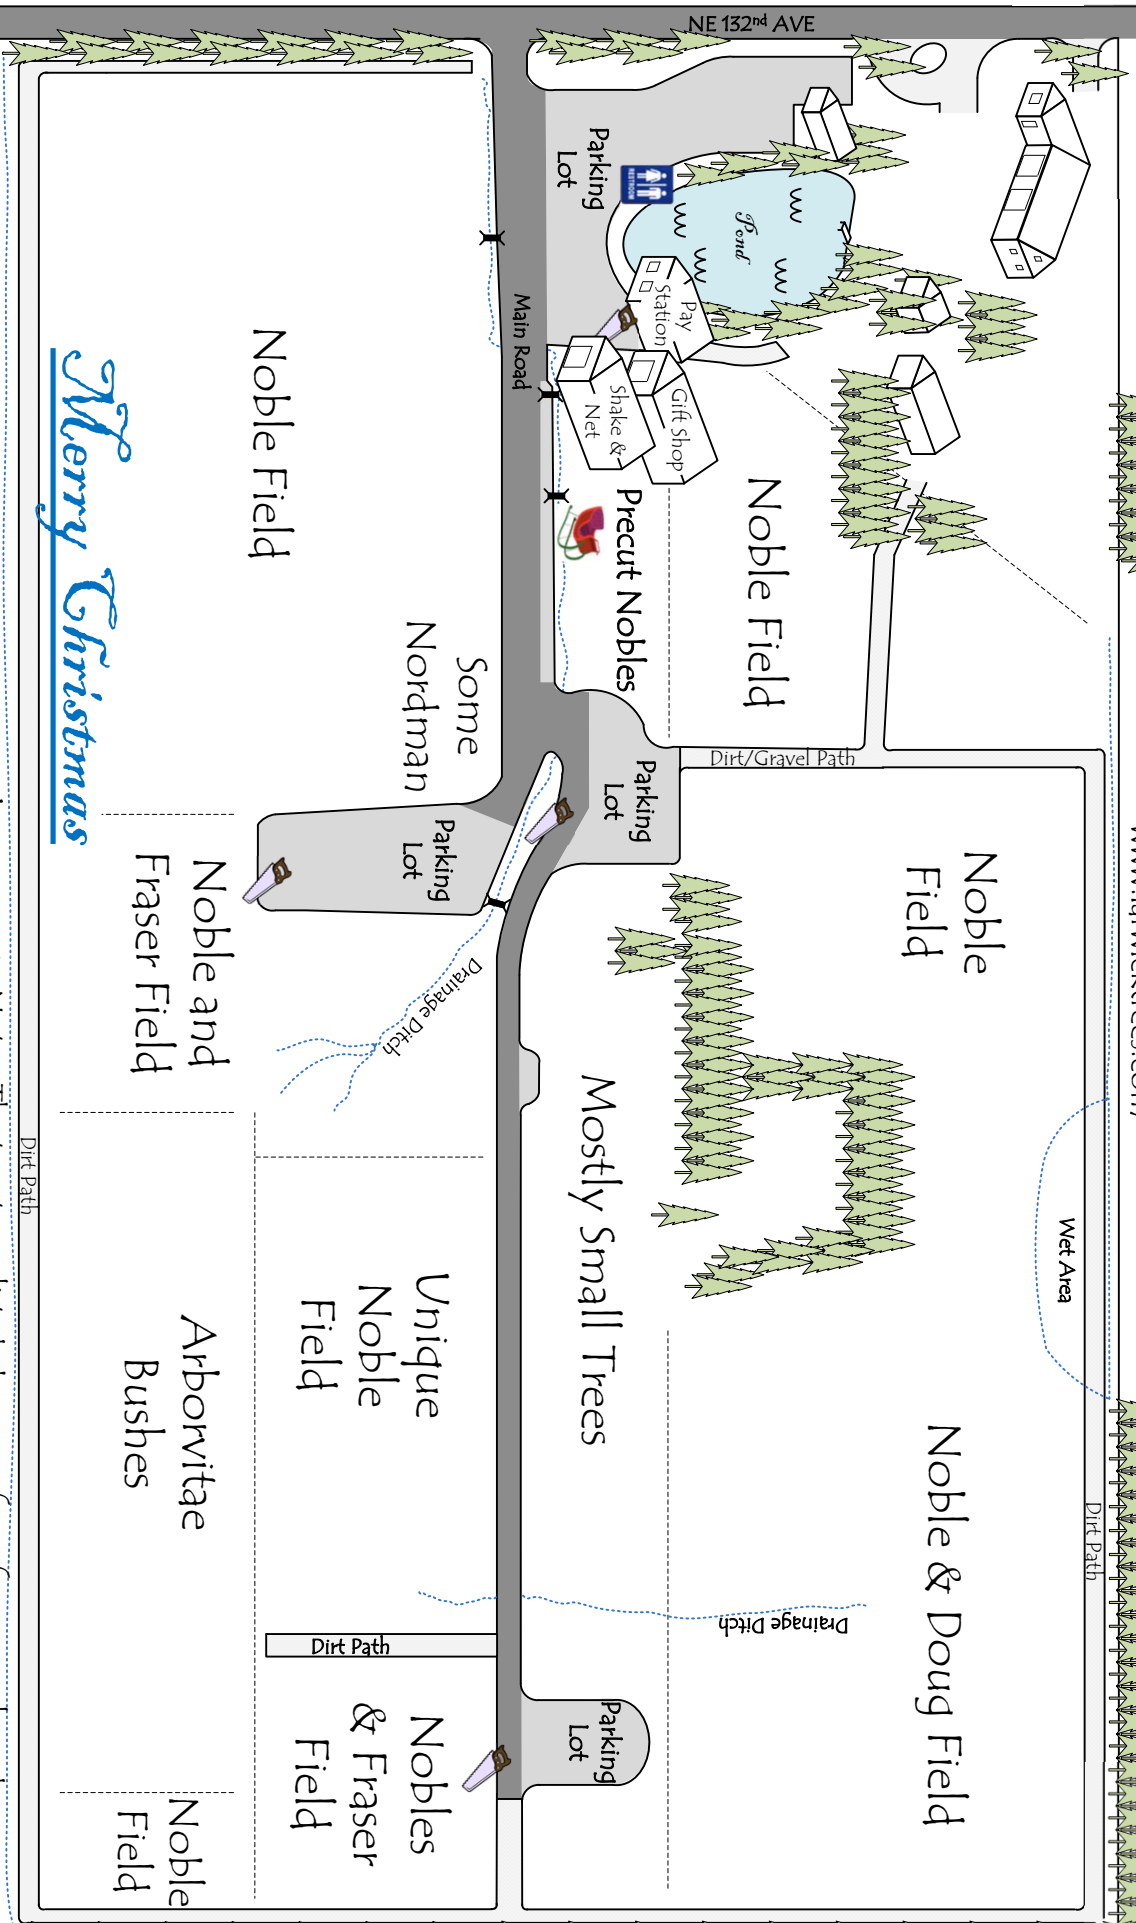 NE 132nd AVE
Parking
Lot
RESTROOM
Pond
Pay
Station
Main Road
Shake &
Net
Gift Shop
Precut Nobles
Noble Field
Noble Field
Merry Christmas
Some
Nordman
Dirt/Gravel Path
Parking
Lot
Parking
Lot
Noble
Field
Noble and
Fraser Field
Drainage Ditch
Mostly Small Trees
Wet Area
Dirt Path
Unique
Noble
Field
Arborvitae
Bushes
Noble & Doug Field
Dirt Path
Drainage Ditch
Dirt Path
Parking
Lot
Nobles
& Fraser
Field
Noble
Field